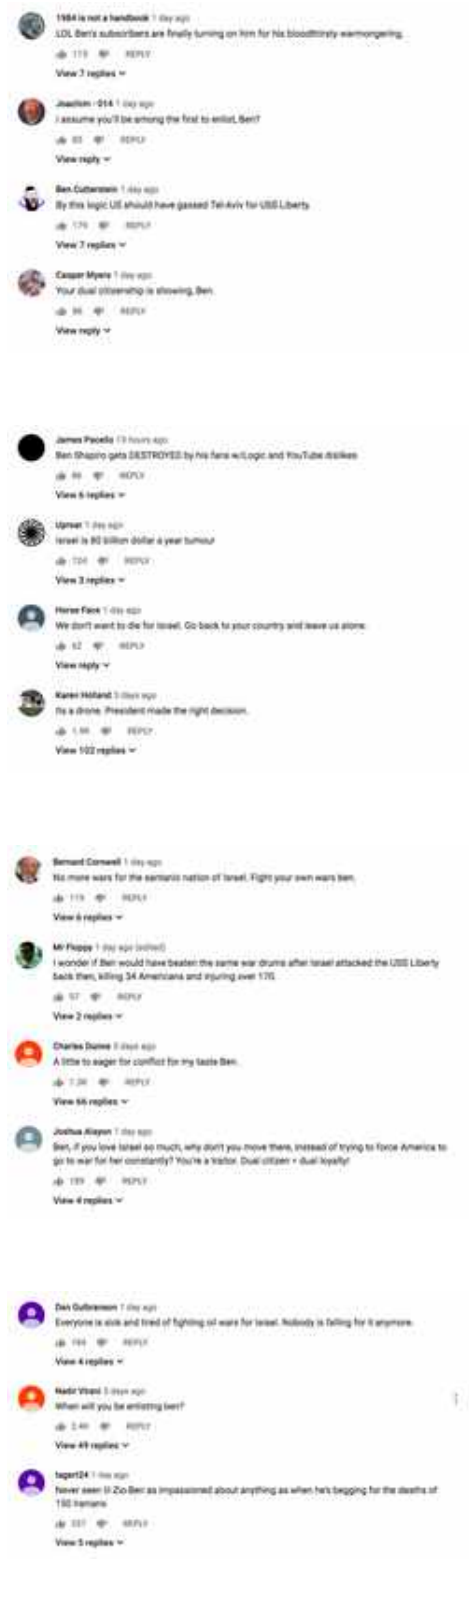 1984 is not a handbook 1 day ago
LOL Ben's subscribers are finally turning on him for his bloodthirsty warmongering.
REPLY
View 7 replies
Joachim -014 1 day ago
I assume you'll be among the first to enlist, Ben?
REPLY
View reply
Ben Cutterstein 1 day ago
By this logic US should have gassed Tel-Aviv for USS Liberty.
179 REPLY
View 7 replies
Casper Myers 1 day ago
Your dual citizenship is showing, Ben.
REPLY
View reply
James Pacello 19 hours ago
Ben Shapiro gets DESTROYED by his fans w/Logic and YouTube dislikes
REPLY
View 6 replies
1 day ago
Israel is 80 billion dollar a year tumour
REPLY
View 3 replies
Horse Face 1 day ago
We don't want to die for Israel. Go back to your country and leave us alone.
62 REPLY
View reply
Karen Holland 5 days ago
Its a drone. President made the right decision.
REPLY
View 102 replies
Bernard Cornwell 1 day ago
No more wars for the santanic nation of Israel. Fight your own wars ben.
REPLY
View 6 replies
Mr Floppy 1 day ago (edited)
I wonder if Ben would have beaten the same war drums after Israel attacked the USS Liberty
back then, killing 34 Americans and injuring over 170.
57 REPLY
View 2 replies
Charles Dunne 5 days ago
A little to eager for conflict for my taste Ben.
REPLY
View 66 replies
Joshua Alayon 1 day ago
Ben, if you love Israel so much, why don't you move there, instead of trying to force America to
go to war for her constantly? You're a traitor. Dual citizen = dual loyalty!
REPLY
View 4 replies
Dan Gulbranson 1 day ago
Everyone is sick and tired of fighting oil wars for Israel. Nobody is falling for it anymore.
REPLY
View 4 replies
Nadir Virani 5 days ago
When will you be enlisting ben?
REPLY
View 49 replies
1 day ago
Never seen lil Zio-Ben as impassioned about anything as when he's begging for the deaths of
150 Iranians
REPLY
View 5 replies